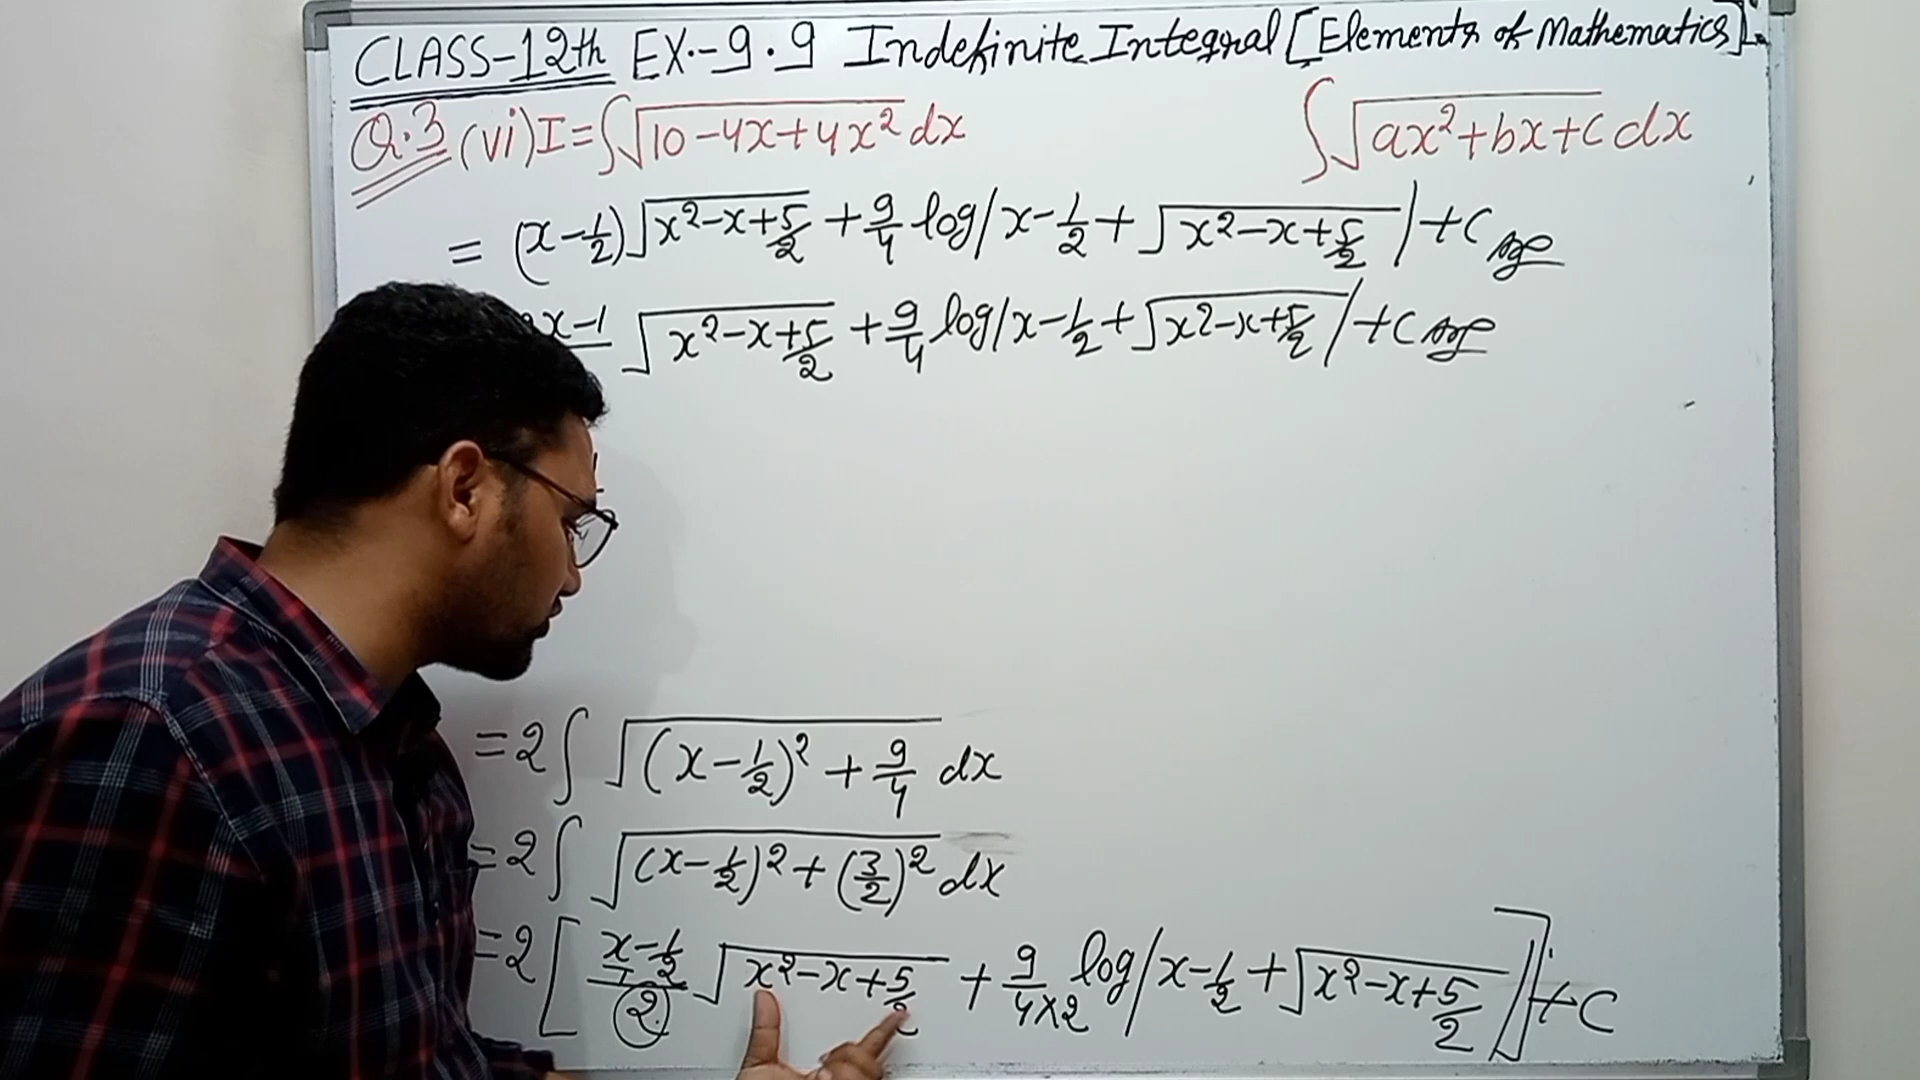 CLASS-12th EX.-9.9 Indefinite Integral [Elements of Mathematics]
Q.3 (vi) I=∫√10-4x+4x² dx
∫√ax²+bx+c dx
= (x-1/2)√x²-x+5/2 + 9/4 log|x-1/2+√x²-x+5/2|+C
x-1 √x²-x+5/2 + 9/4 log|x-1/2+√x²-x+5/2|+C
=2∫√(x-1/2)²+9/4 dx
=2∫√(x-1/2)²+(3/2)² dx
=2[x-1/2/2 √x²-x+5/2 + 9/4×2 log|x-1/2+√x²-x+5/2|]+C